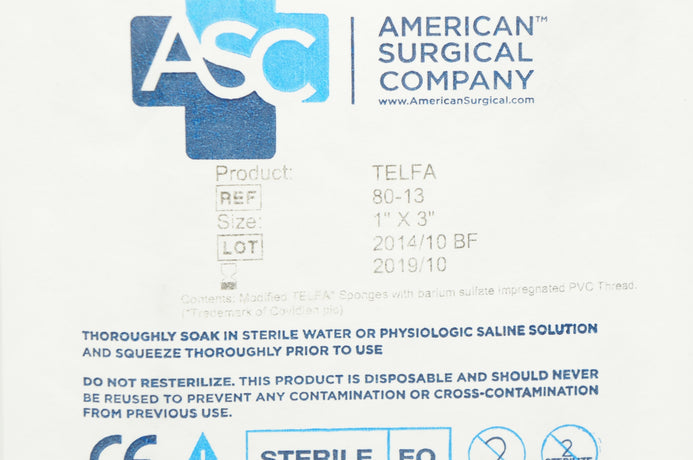 ASC
AMERICAN™
SURGICAL
COMPANY
www.AmericanSurgical.com
Product: TELFA
REF 80-13
Size: 1" X 3"
LOT 2014/10 BF
2019/10
Contents: Modified TELFA* Sponges with barium sulfate impregnated PVC Thread.
(*Trademark of Covidien plc)
THOROUGHLY SOAK IN STERILE WATER OR PHYSIOLOGIC SALINE SOLUTION
AND SQUEEZE THOROUGHLY PRIOR TO USE
DO NOT RESTERILIZE. THIS PRODUCT IS DISPOSABLE AND SHOULD NEVER
BE REUSED TO PREVENT ANY CONTAMINATION OR CROSS-CONTAMINATION
FROM PREVIOUS USE.
CE STERILE EO 2 2